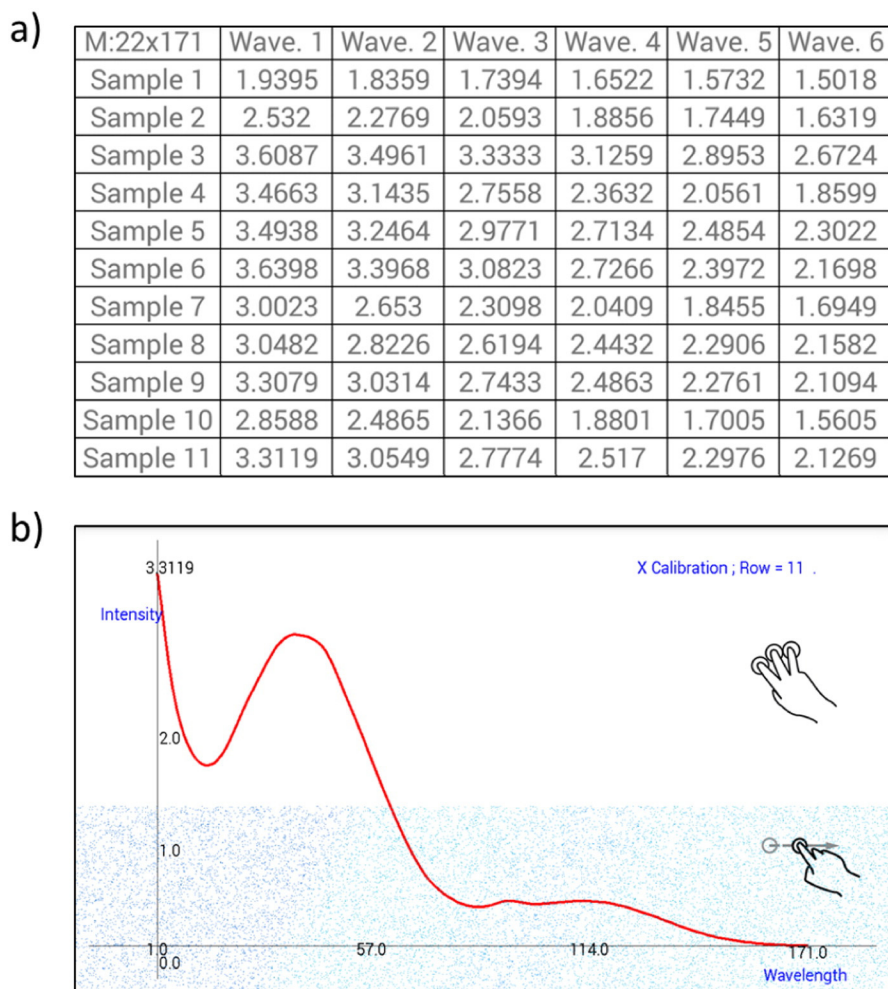 a)
M:22x171 Wave. 1 Wave. 2 Wave. 3 Wave. 4 Wave. 5 Wave. 6
Sample 1 1.9395 1.8359 1.7394 1.6522 1.5732 1.5018
Sample 2 2.532 2.2769 2.0593 1.8856 1.7449 1.6319
Sample 3 3.6087 3.4961 3.3333 3.1259 2.8953 2.6724
Sample 4 3.4663 3.1435 2.7558 2.3632 2.0561 1.8599
Sample 5 3.4938 3.2464 2.9771 2.7134 2.4854 2.3022
Sample 6 3.6398 3.3968 3.0823 2.7266 2.3972 2.1698
Sample 7 3.0023 2.653 2.3098 2.0409 1.8455 1.6949
Sample 8 3.0482 2.8226 2.6194 2.4432 2.2906 2.1582
Sample 9 3.3079 3.0314 2.7433 2.4863 2.2761 2.1094
Sample 10 2.8588 2.4865 2.1366 1.8801 1.7005 1.5605
Sample 11 3.3119 3.0549 2.7774 2.517 2.2976 2.1269
b)
3.3119
X Calibration ; Row = 11 .
Intensity
2.0
1.0
1.0 57.0 114.0 171.0
0.0
Wavelength